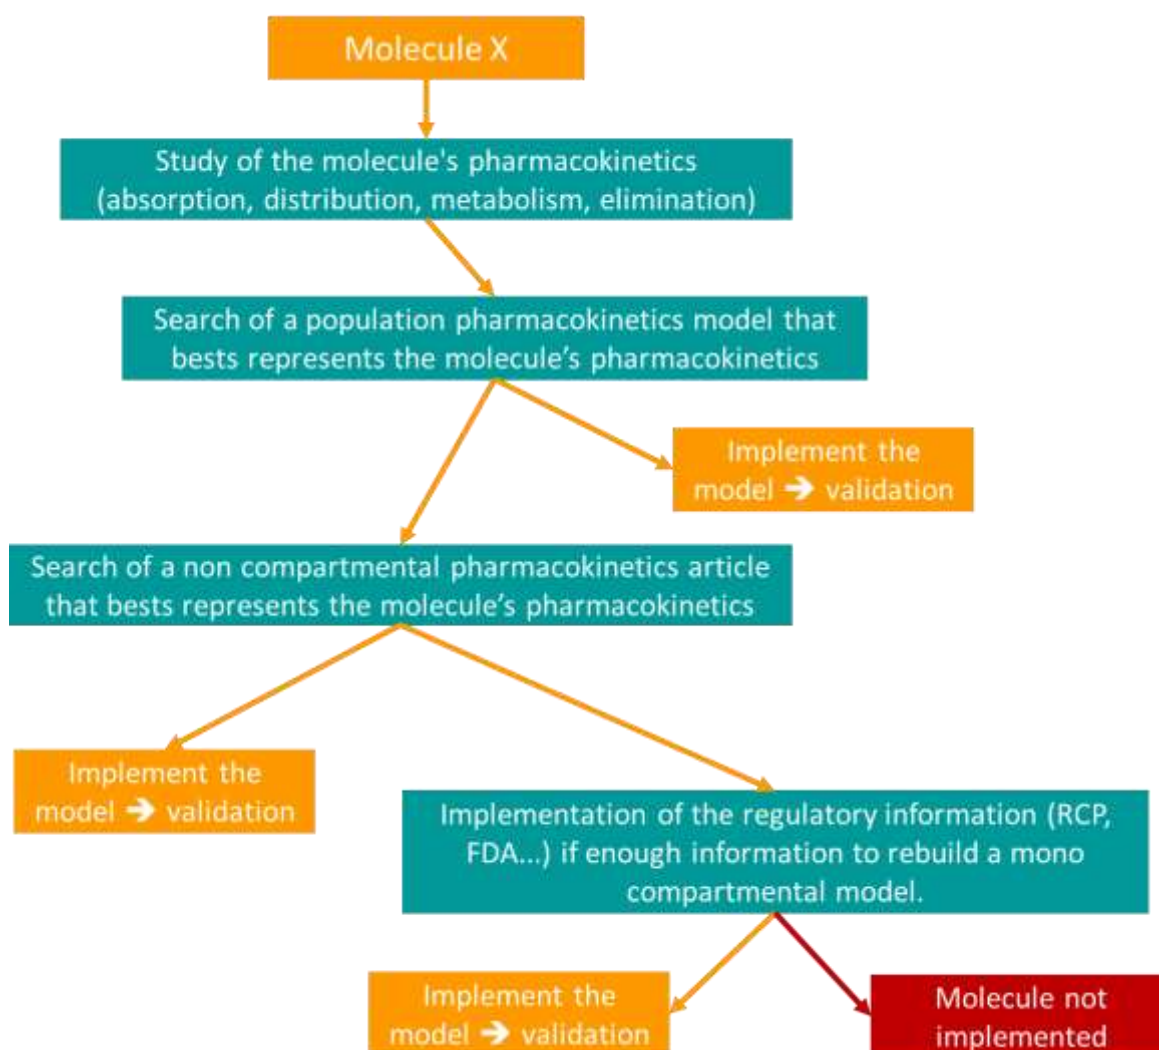 Molecule X
Study of the molecule's pharmacokinetics
(absorption, distribution, metabolism, elimination)
Search of a population pharmacokinetics model that
bests represents the molecule’s pharmacokinetics
Implement the
model ➔ validation
Search of a non compartmental pharmacokinetics article
that bests represents the molecule’s pharmacokinetics
Implement the
model ➔ validation
Implementation of the regulatory information (RCP,
FDA...) if enough information to rebuild a mono
compartmental model.
Implement the
model ➔ validation
Molecule not
implemented